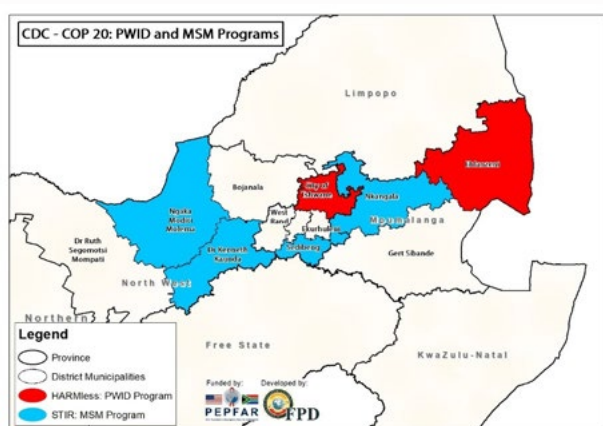 CDC - COP 20: PWID and MSM Programs
Limpopo
Ehlanzeni
Bojanala
City of
Tshwane
Nkangala
Ngaka
Modiri
Molema
West
Rand
Ekurhuleni
Mpumalanga
Dr Ruth
Segomotsi
Mompati
Dr Kenneth
Kaunda
Sedibeng
Gert Sibande
North West
Northern
Free State
KwaZulu-Natal
Legend
Province
District Municipalities
HARMless: PWID Program
STIR: MSM Program
Funded by:
Developed by:
PEPFAR
FPD